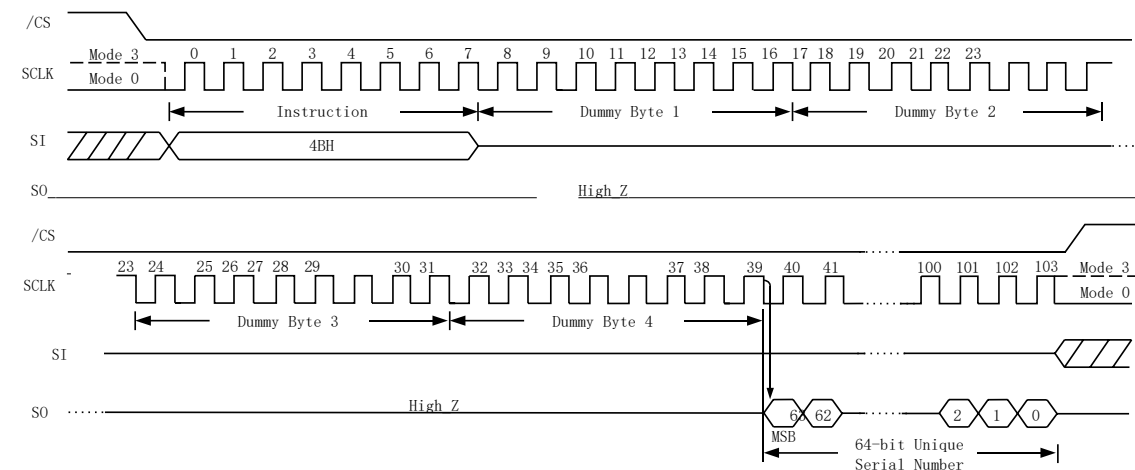 /CS
Mode 3 0 1 2 3 4 5 6 7 8 9 10 11 12 13 14 15 16 17 18 19 20 21 22 23
SCLK
Mode 0
Instruction Dummy Byte 1 Dummy Byte 2
SI 4BH
SO High_Z
/CS
23 24 25 26 27 28 29 30 31 32 33 34 35 36 37 38 39 40 41 100 101 102 103 Mode 3
SCLK
Mode 0
Dummy Byte 3 Dummy Byte 4
SI
SO High_Z 63 62 2 1 0
MSB
64-bit Unique
Serial Number